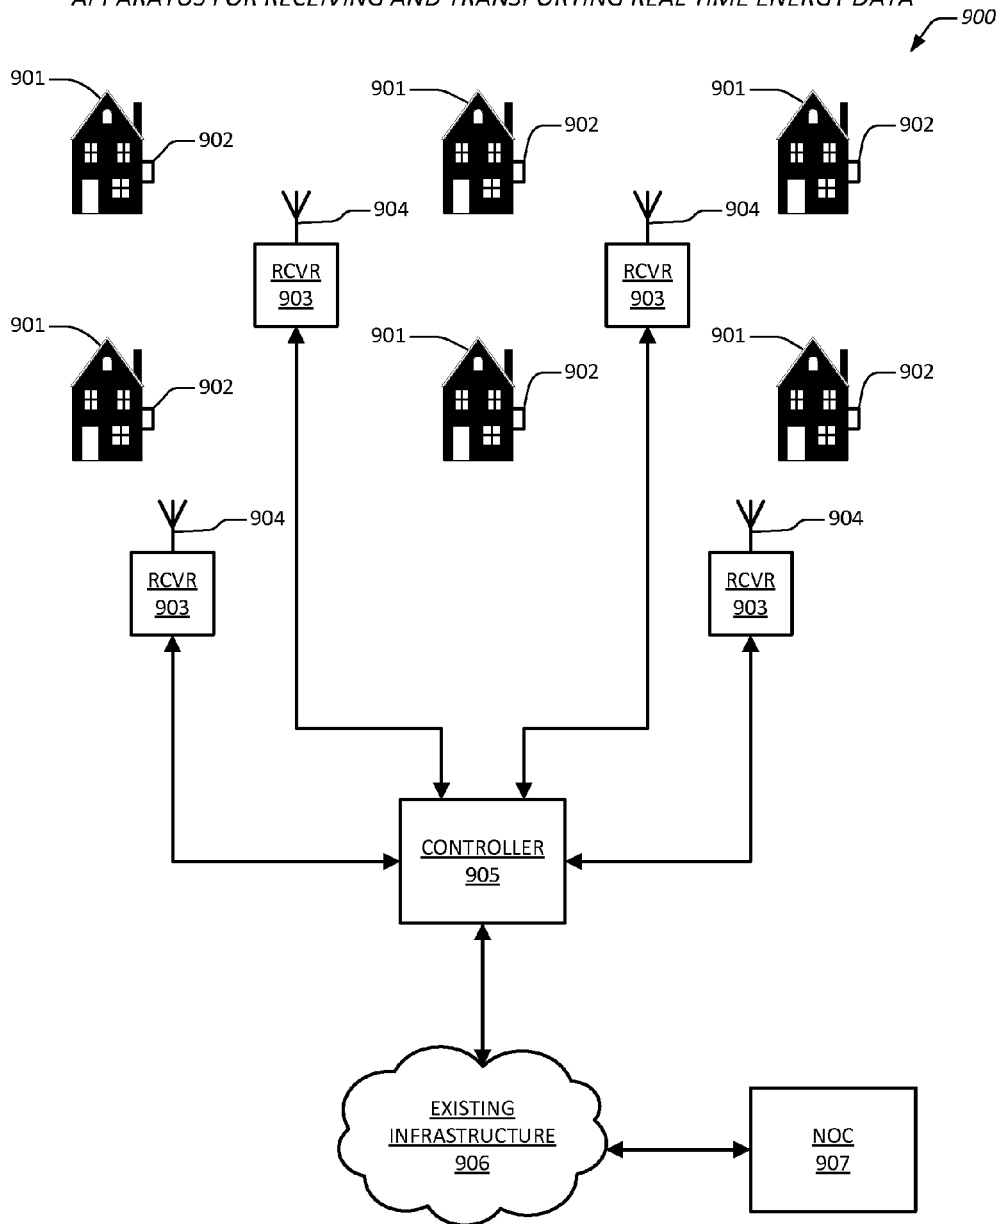 APPARATUS FOR RECEIVING AND TRANSPORTING REAL TIME ENERGY DATA
900
901
901
901
902
902
902
904
904
RCVR
903
RCVR
903
901
901
901
902
902
902
904
904
RCVR
903
RCVR
903
CONTROLLER
905
EXISTING
INFRASTRUCTURE
906
NOC
907